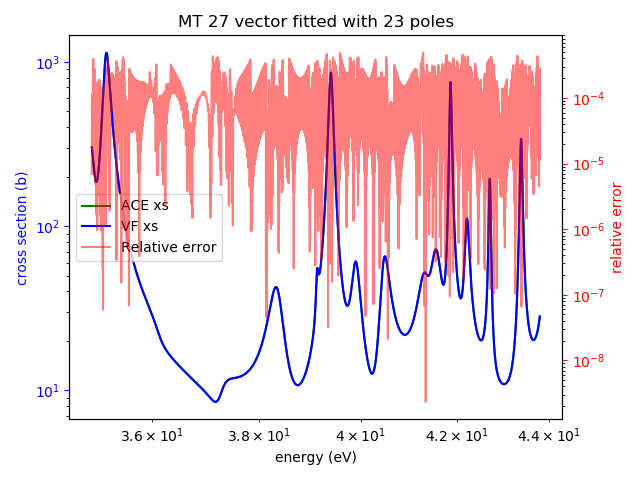 MT 27 vector fitted with 23 poles
10³
10²
10¹
cross section (b)
ACE xs
VF xs
Relative error
10⁻⁴
10⁻⁵
10⁻⁶
10⁻⁷
10⁻⁸
relative error
3.6 × 10¹ 3.8 × 10¹ 4 × 10¹ 4.2 × 10¹ 4.4 × 10¹
energy (eV)